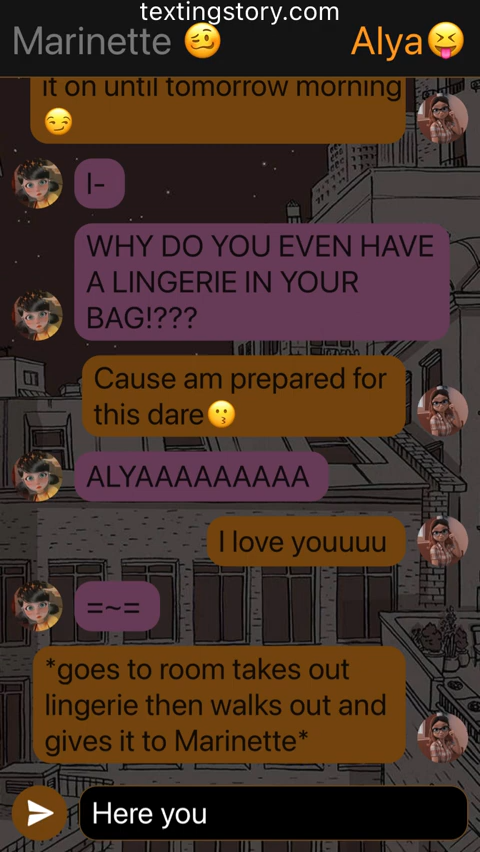 textingstory.com
Marinette 🥴
Alya😝
it on until tomorrow morning
😏
I-
WHY DO YOU EVEN HAVE
A LINGERIE IN YOUR
BAG!???
Cause am prepared for
this dare😗
ALYAAAAAAAAA
I love youuuu
=~=
*goes to room takes out
lingerie then walks out and
gives it to Marinette*
Here you